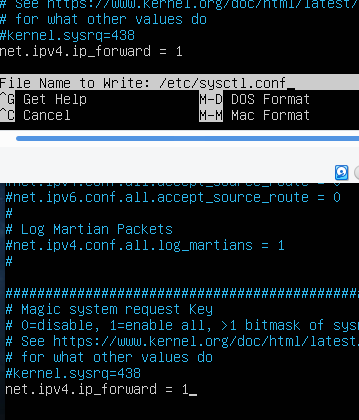 # See https://www.kernel.org/doc/html/latest/
# for what other values do
#kernel.sysrq=438
net.ipv4.ip_forward = 1
File Name to Write: /etc/sysctl.conf
^G Get Help M-D DOS Format
^C Cancel M-M Mac Format
#net.ipv4.conf.all.accept_source_route = 0
#net.ipv6.conf.all.accept_source_route = 0
#
# Log Martian Packets
#net.ipv4.conf.all.log_martians = 1
#
###########################################
# Magic system request Key
# 0=disable, 1=enable all, >1 bitmask of sysr
# See https://www.kernel.org/doc/html/latest/
# for what other values do
#kernel.sysrq=438
net.ipv4.ip_forward = 1